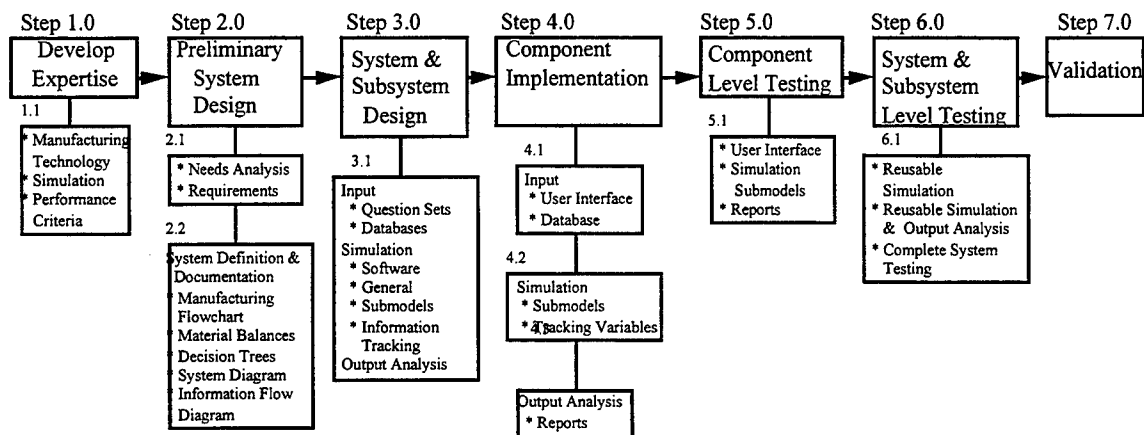 Step 1.0
Develop
Expertise
1.1
* Manufacturing
Technology
* Simulation
* Performance
Criteria
Step 2.0
Preliminary
System
Design
2.1
* Needs Analysis
* Requirements
2.2
System Definition &
Documentation
* Manufacturing
Flowchart
* Material Balances
* Decision Trees
* System Diagram
* Information Flow
Diagram
Step 3.0
System &
Subsystem
Design
3.1
Input
* Question Sets
* Databases
Simulation
* Software
* General
* Submodels
* Information
Tracking
Output Analysis
Step 4.0
Component
Implementation
4.1
Input
* User Interface
* Database
4.2
Simulation
* Submodels
* Tracking Variables
4.3
Output Analysis
* Reports
Step 5.0
Component
Level Testing
5.1
* User Interface
* Simulation
Submodels
* Reports
Step 6.0
System &
Subsystem
Level Testing
6.1
* Reusable
Simulation
* Reusable Simulation
& Output Analysis
* Complete System
Testing
Step 7.0
Validation